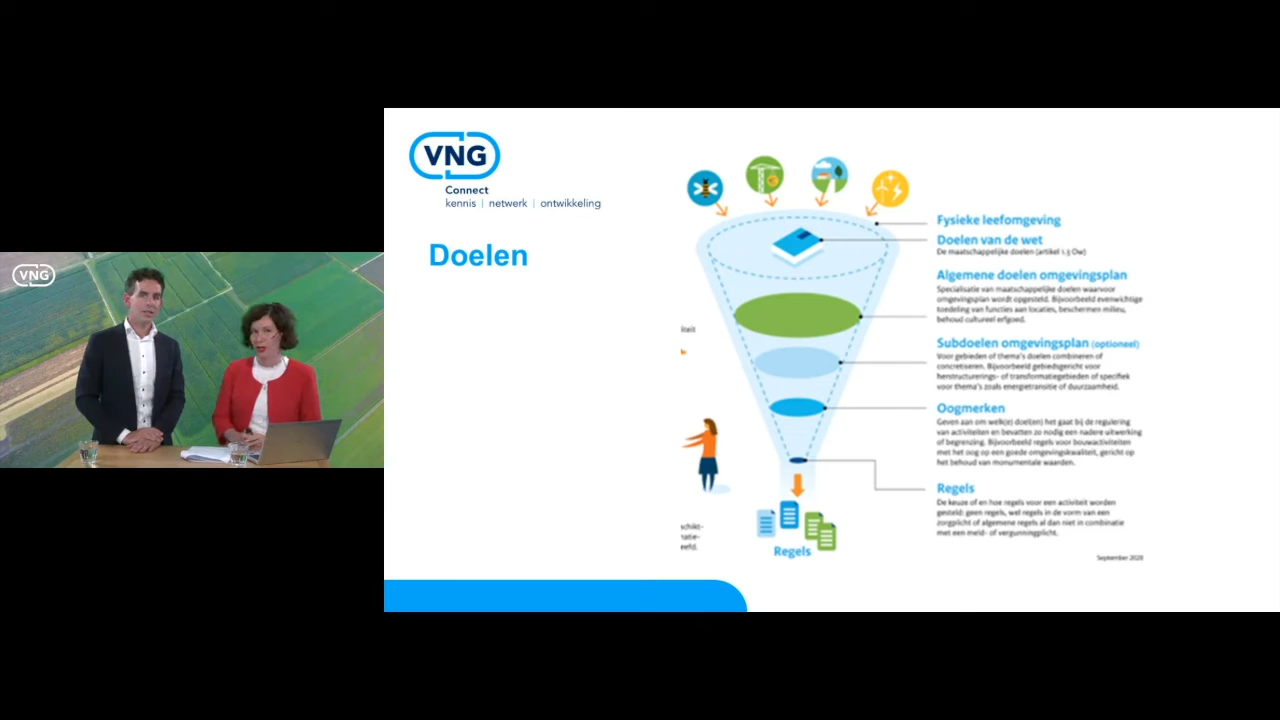 VNG
VNG
Connect
kennis | netwerk | ontwikkeling
Doelen
Fysieke leefomgeving
Doelen van de wet
De maatschappelijke doelen (artikel 1.3 Ow)
Algemene doelen omgevingsplan
Specialisatie van maatschappelijke doelen waarvoor
omgevingsplan wordt opgesteld. Bijvoorbeeld evenwichtige
toedeling van functies aan locaties, beschermen milieu,
behoud cultureel erfgoed.
Subdoelen omgevingsplan (optioneel)
Voor gebieden of thema's doelen combineren of
concretiseren. Bijvoorbeeld gebiedsgericht voor
herstructurerings- of transformatiegebieden of specifiek
voor thema's zoals energietransitie of duurzaamheid.
Oogmerken
Geven aan om welk(e) doel(en) het gaat bij de regulering
van activiteiten en bevatten zo nodig een nadere uitwerking
of begrenzing. Bijvoorbeeld regels voor bouwactiviteiten
met het oog op een goede omgevingskwaliteit, gericht op
het behoud van monumentale waarden.
Regels
De keuze of en hoe regels voor een activiteit worden
gesteld: geen regels, wel regels in de vorm van een
zorgplicht of algemene regels al dan niet in combinatie
met een meld- of vergunningplicht.
iteit
schikt-
natie-
eefd.
Regels
September 2020